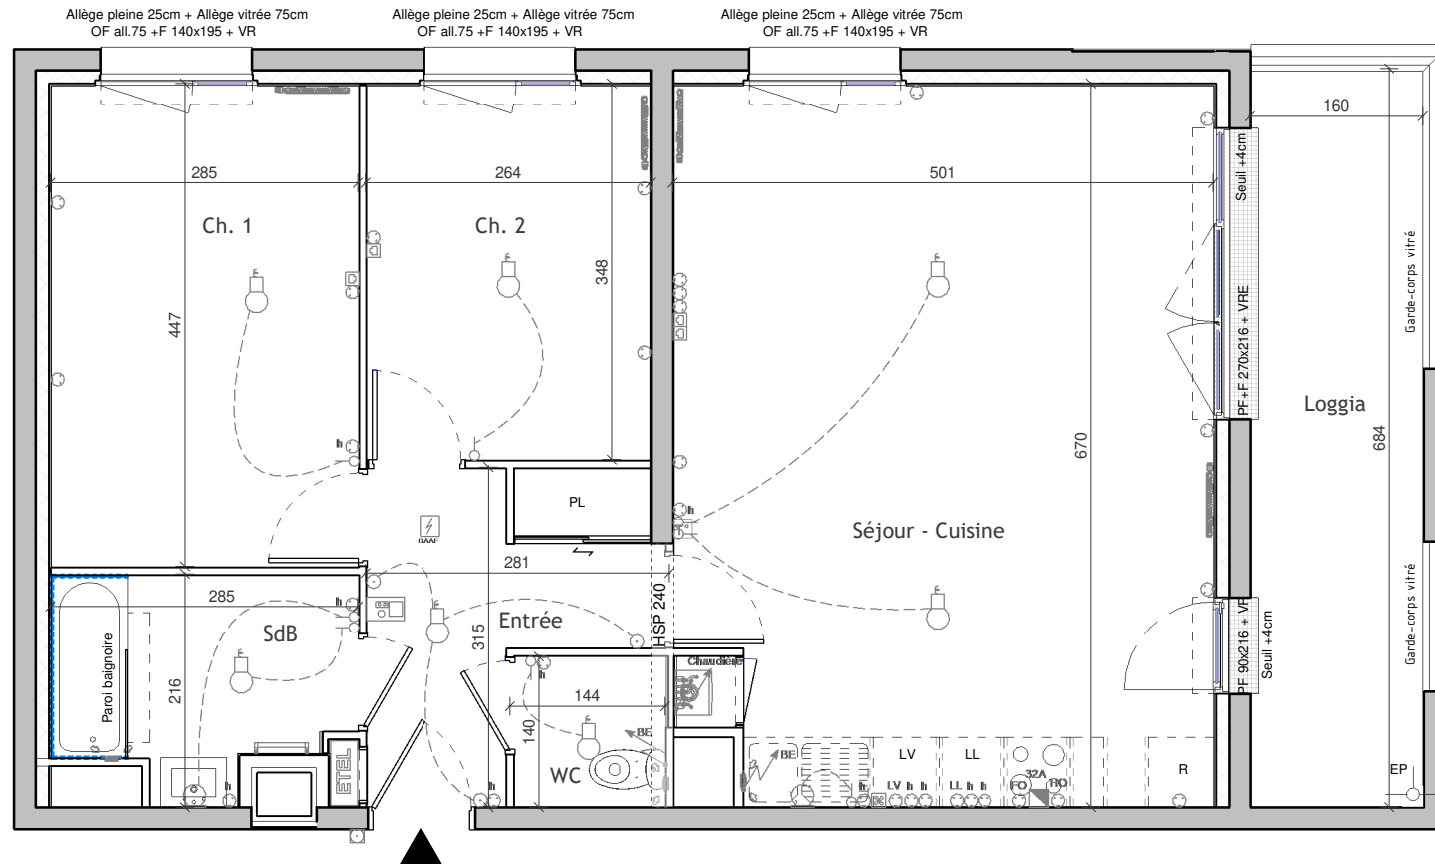 Allège pleine 25cm + Allège vitrée 75cm
OF all.75 +F 140x195 + VR
Allège pleine 25cm + Allège vitrée 75cm
OF all.75 +F 140x195 + VR
Allège pleine 25cm + Allège vitrée 75cm
OF all.75 +F 140x195 + VR
160
285
264
501
Seuil +4cm
Ch. 1
Ch. 2
348
447
Garde-corps vitré
PF+F 270x216 + VRE
Loggia
684
670
h
PL
h
DAAF
Séjour - Cuisine
281
285
h
SdB
Entrée
315
HSP 240
Garde-corps vitré
PF 90x216 + VR
Seuil +4cm
Paroi baignoire
216
Chaudière
h
144
140
BE
WC
ETEL
BE
LV
LL
R
EP
32A
FO
HO
h
h
h
LV h h
LL h h